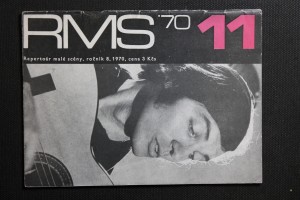 RMS '70 11
Repertoár malé scény, ročník 8, 1970, cena 3 Kčs